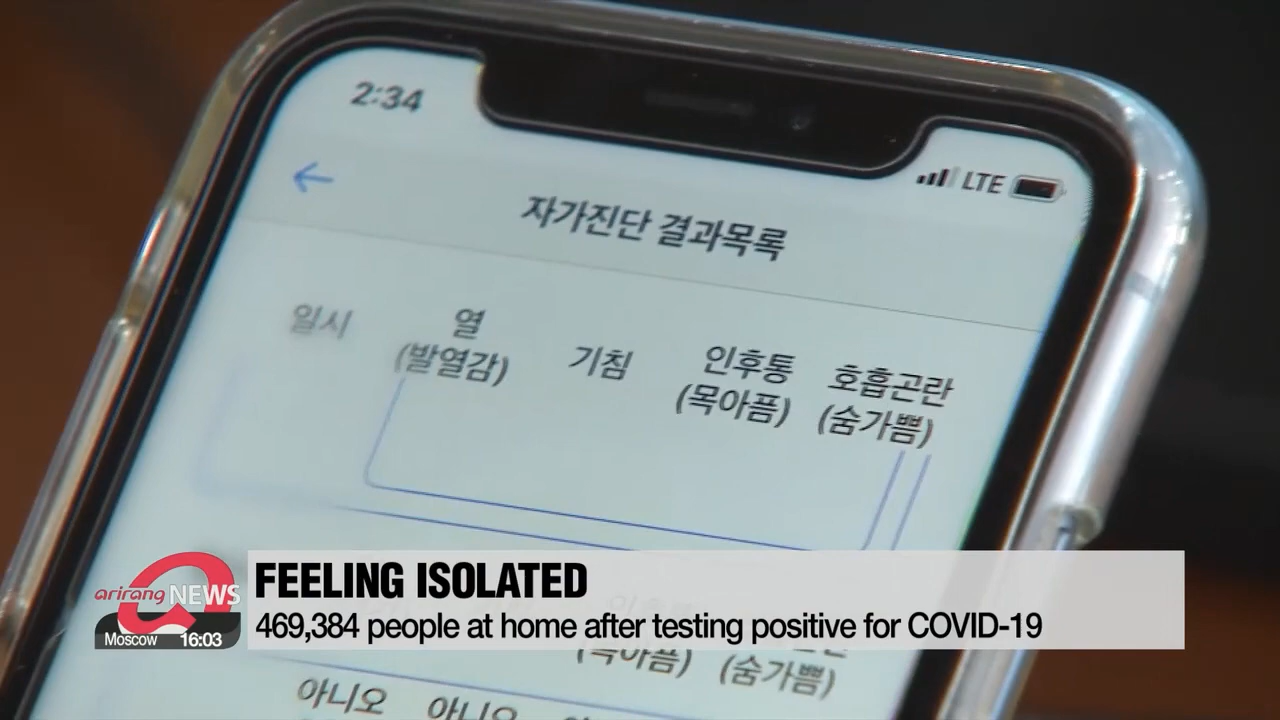 2:34
LTE
자가진단 결과목록
일시
열
(발열감)
기침
인후통
(목아픔)
호흡곤란
(숨가쁨)
arirang NEWS
Moscow 16:03
FEELING ISOLATED
469,384 people at home after testing positive for COVID-19
(목아픔)
(숨가쁨)
아니오
아니오